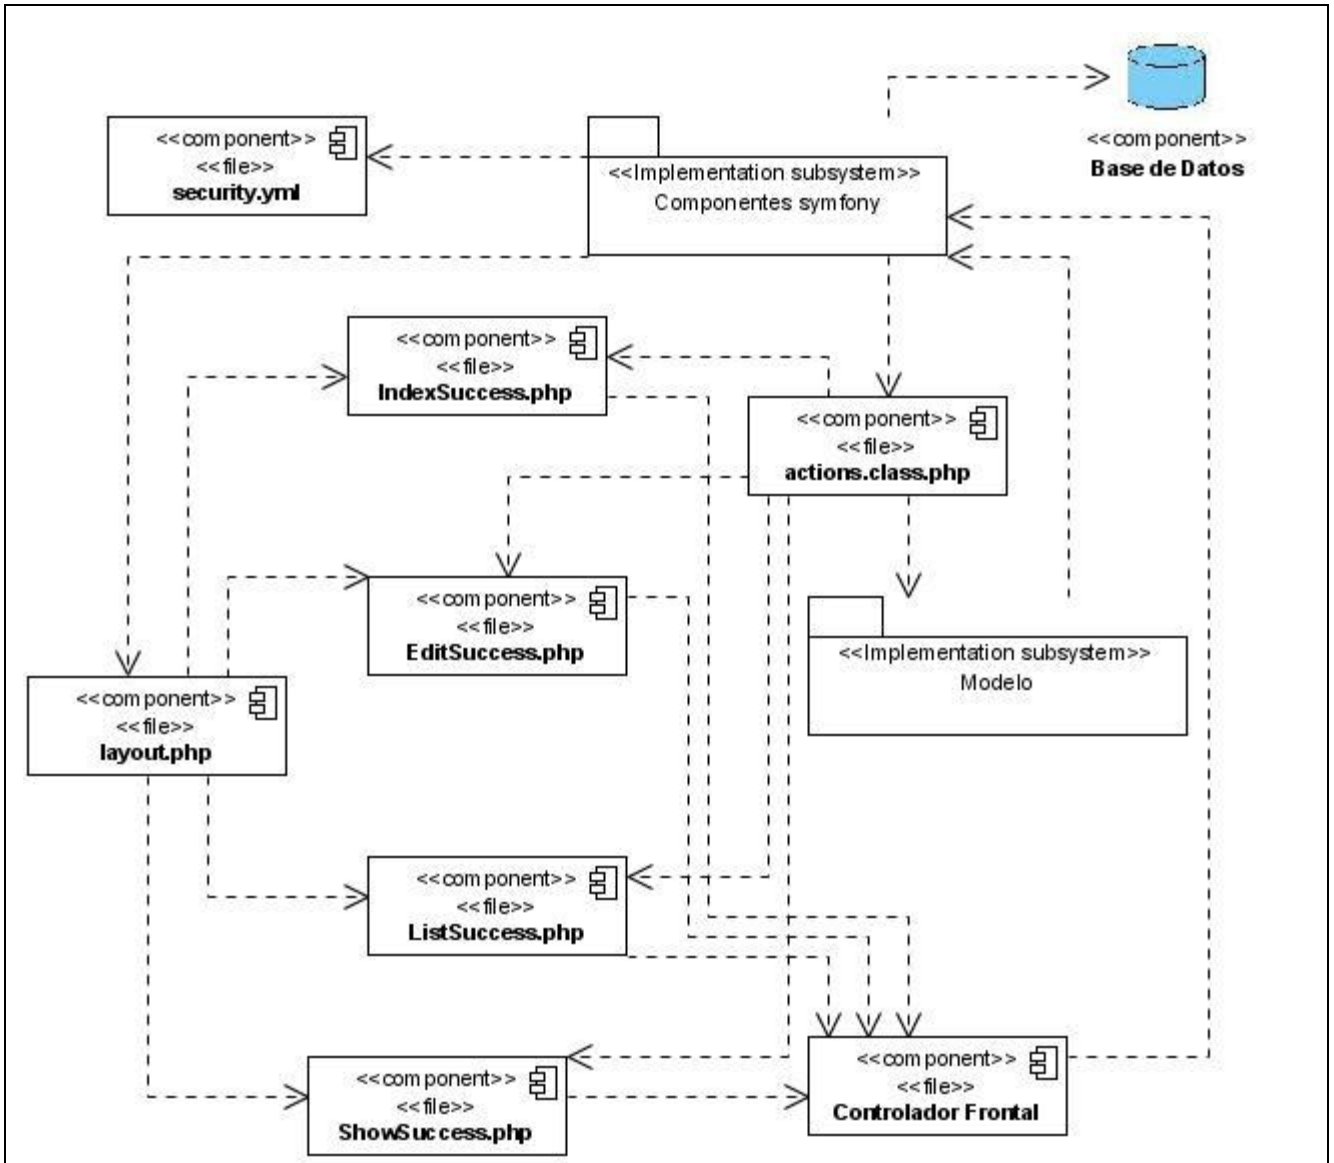 <<component>>
Base de Datos
<<component>>
<<file>>
security.yml
<<Implementation subsystem>>
Componentes symfony
<<component>>
<<file>>
IndexSuccess.php
<<component>>
<<file>>
actions.class.php
<<component>>
<<file>>
EditSuccess.php
<<Implementation subsystem>>
Modelo
<<component>>
<<file>>
layout.php
<<component>>
<<file>>
ListSuccess.php
<<component>>
<<file>>
ShowSuccess.php
<<component>>
<<file>>
Controlador Frontal